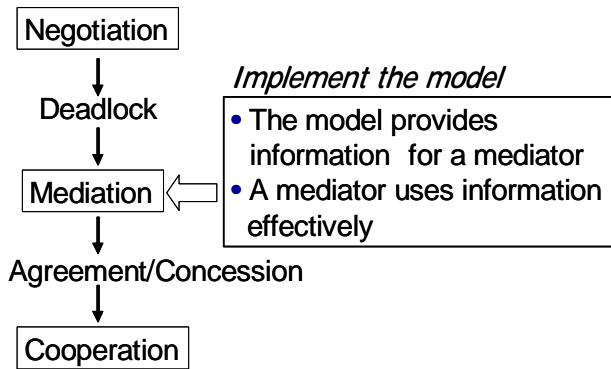 Negotiation
Deadlock
Mediation
Agreement/Concession
Cooperation
Implement the model
• The model provides
information for a mediator
• A mediator uses information
effectively